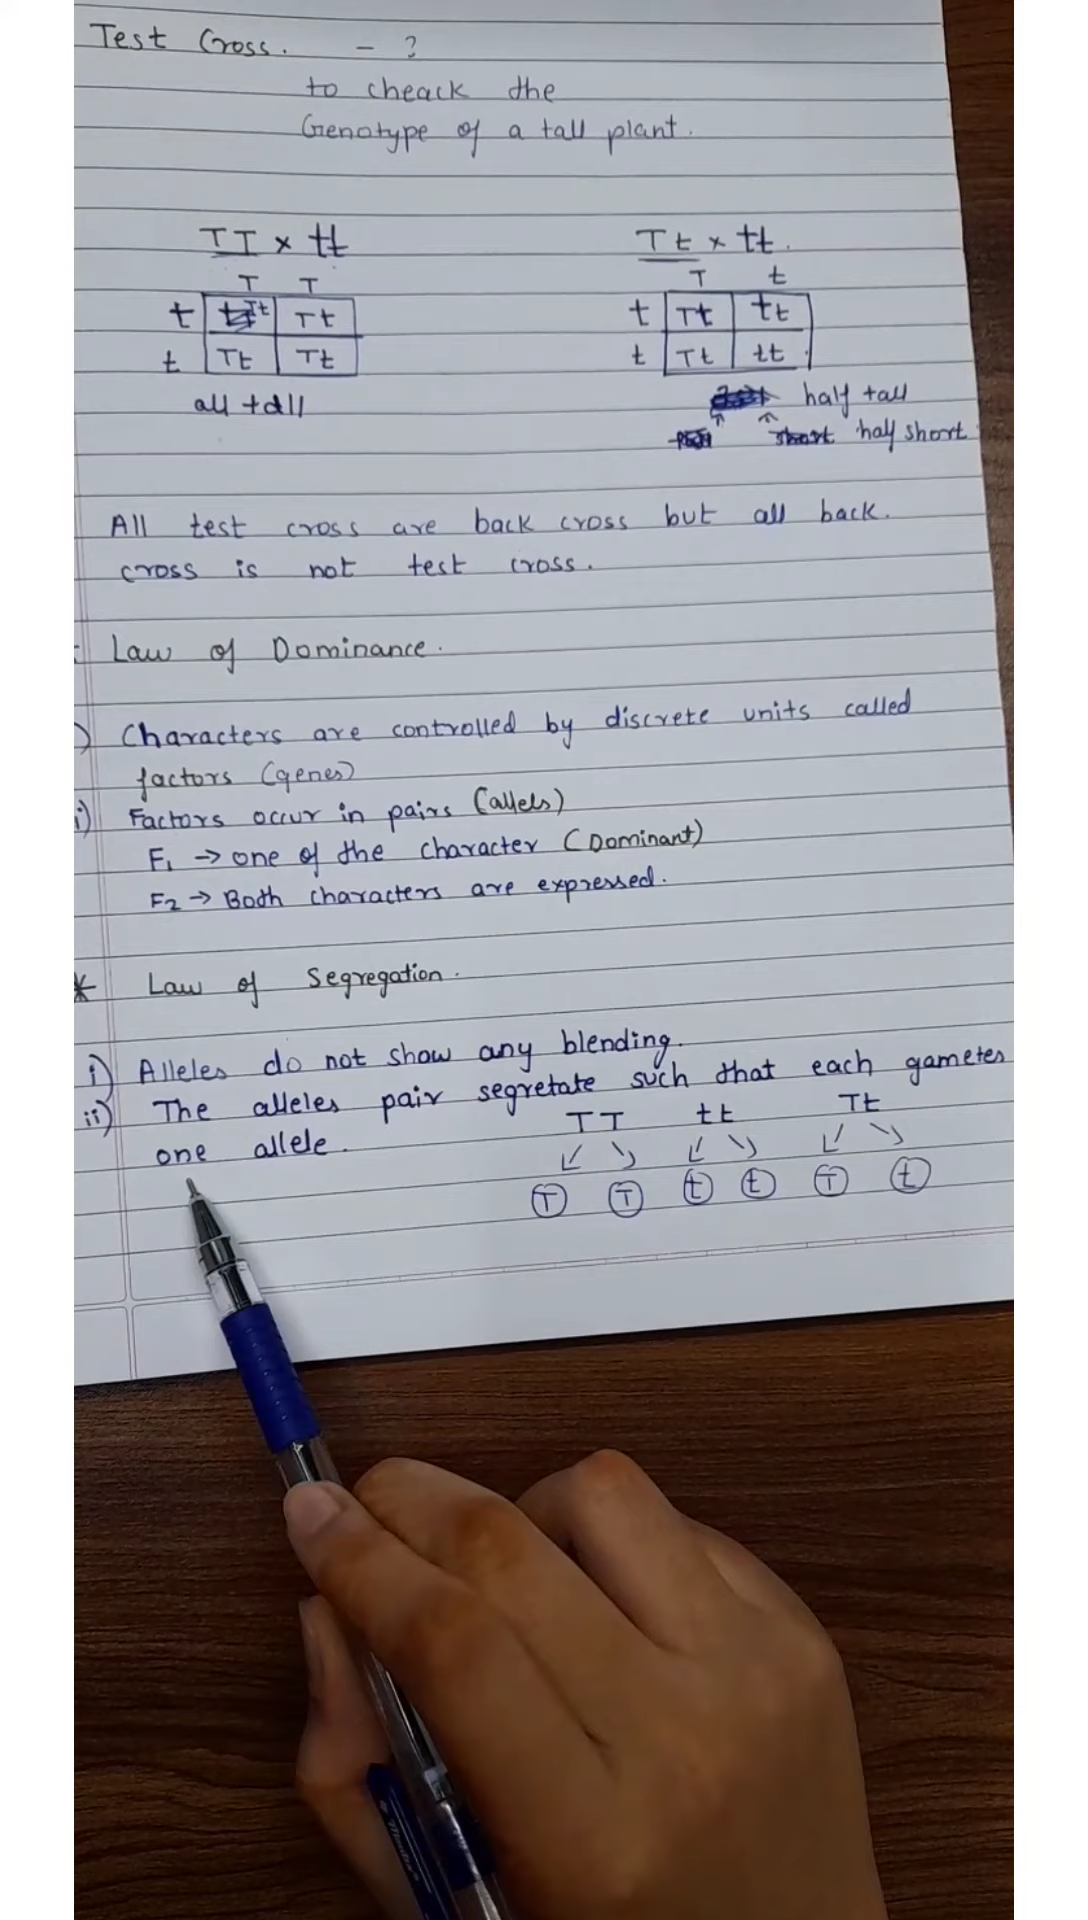 Test Cross. - ?
to cheack the
Genotype of a tall plant.
TT × tt
Tt × tt.
T T
T t
t Tt Tt
t Tt tt
t Tt Tt
t Tt tt
all tall
half tall
short half short
All test cross are back cross but all back.
cross is not test cross.
Law of Dominance.
Characters are controlled by discrete units called
factors (genes)
i) Factors occur in pairs (allels)
F1 → one of the character (Dominant)
F2 → Both characters are expressed.
* Law of Segregation.
i) Alleles do not show any blending.
ii) The alleles pair segretate such that each gametes
one allele.
TT tt Tt
T T t t T t